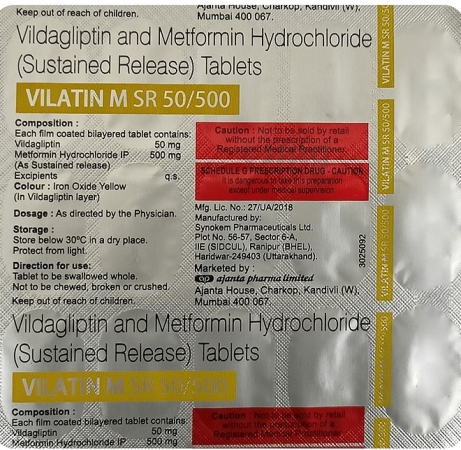 Keep out of reach of children.
Ajanta House, Charkop, Kandivli (W),
Mumbai 400 067.
Vildagliptin and Metformin Hydrochloride
(Sustained Release) Tablets
VILATIN M SR 50/500
Composition :
Each film coated bilayered tablet contains:
Vildagliptin 50 mg
Metformin Hydrochloride IP 500 mg
(As Sustained release)
Excipients q.s.
Colour : Iron Oxide Yellow
(In Vildagliptin layer)
Dosage : As directed by the Physician.
Storage :
Store below 30°C in a dry place.
Protect from light.
Direction for use:
Tablet to be swallowed whole.
Not to be chewed, broken or crushed.
Keep out of reach of children.
Caution : Not to be sold by retail
without the prescription of a
Registered Medical Practitioner.
SCHEDULE G PRESCRIPTION DRUG - CAUTION
It is dangerous to take this preparation
except under medical supervision
Mfg. Lic. No.: 27/UA/2018
Manufactured by:
Synokem Pharmaceuticals Ltd.
Plot No. 56-57, Sector 6-A,
IIE (SIDCUL), Ranipur (BHEL),
Haridwar-249403 (Uttarakhand).
Marketed by :
ajanta pharma limited
Ajanta House, Charkop, Kandivli (W),
Mumbai 400 067.
3025092
VILATIN M SR 50/500
VILATIN M SR 50/500
VILATIN M SR 50/500
Vildagliptin and Metformin Hydrochloride
(Sustained Release) Tablets
VILATIN M SR 50/500
Composition :
Each film coated bilayered tablet contains:
Vildagliptin 50 mg
Metformin Hydrochloride IP 500 mg
Caution : Not to be sold by retail
without the prescription of a
Registered Medical Practitioner.